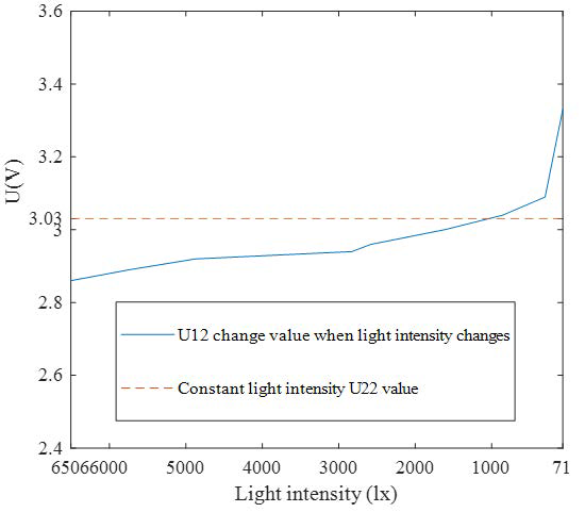 3.6
3.4
3.2
3.03
3
2.8
2.6
2.4
U(V)
U12 change value when light intensity changes
Constant light intensity U22 value
65066000 5000 4000 3000 2000 1000 71
Light intensity (lx)